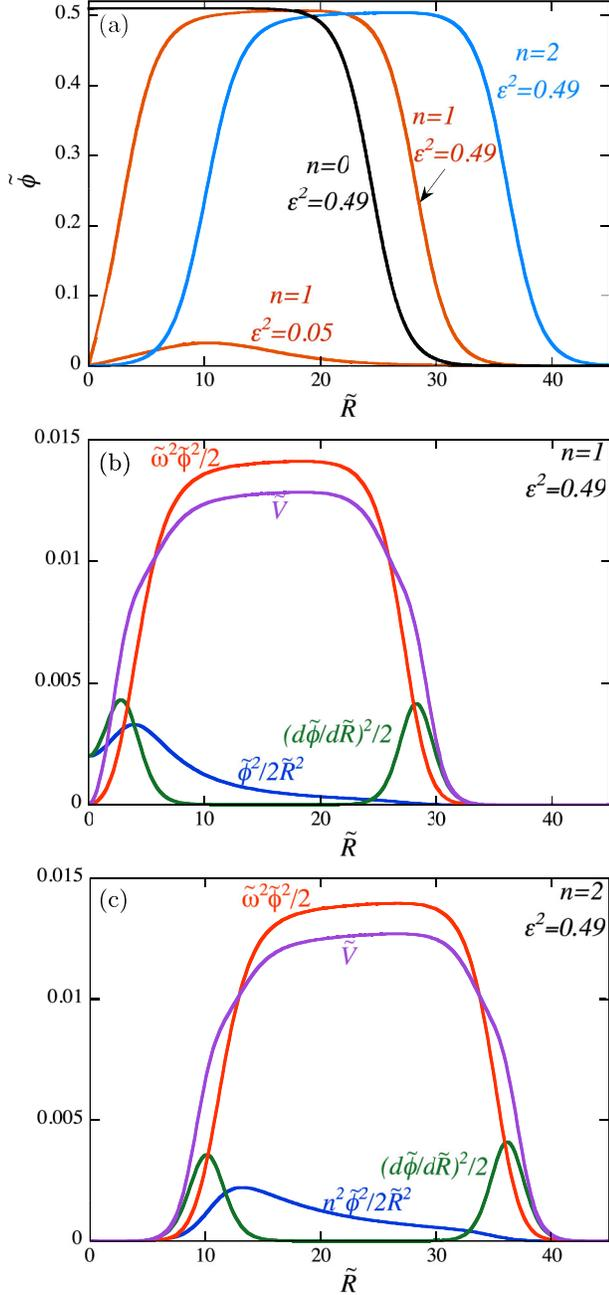 (a)
0.5
0.4
0.3
0.2
0.1
0
ϕ̃
n=2
ε²=0.49
n=1
ε²=0.49
n=0
ε²=0.49
n=1
ε²=0.05
0 10 20 30 40
R̃
(b)
0.015
0.01
0.005
0
n=1
ε²=0.49
ω̃²ϕ̃²/2
Ṽ
(dϕ̃/dR̃)²/2
ϕ̃²/2R̃²
0 10 20 30 40
R̃
(c)
0.015
0.01
0.005
0
n=2
ε²=0.49
ω̃²ϕ̃²/2
Ṽ
(dϕ̃/dR̃)²/2
n²ϕ̃²/2R̃²
0 10 20 30 40
R̃